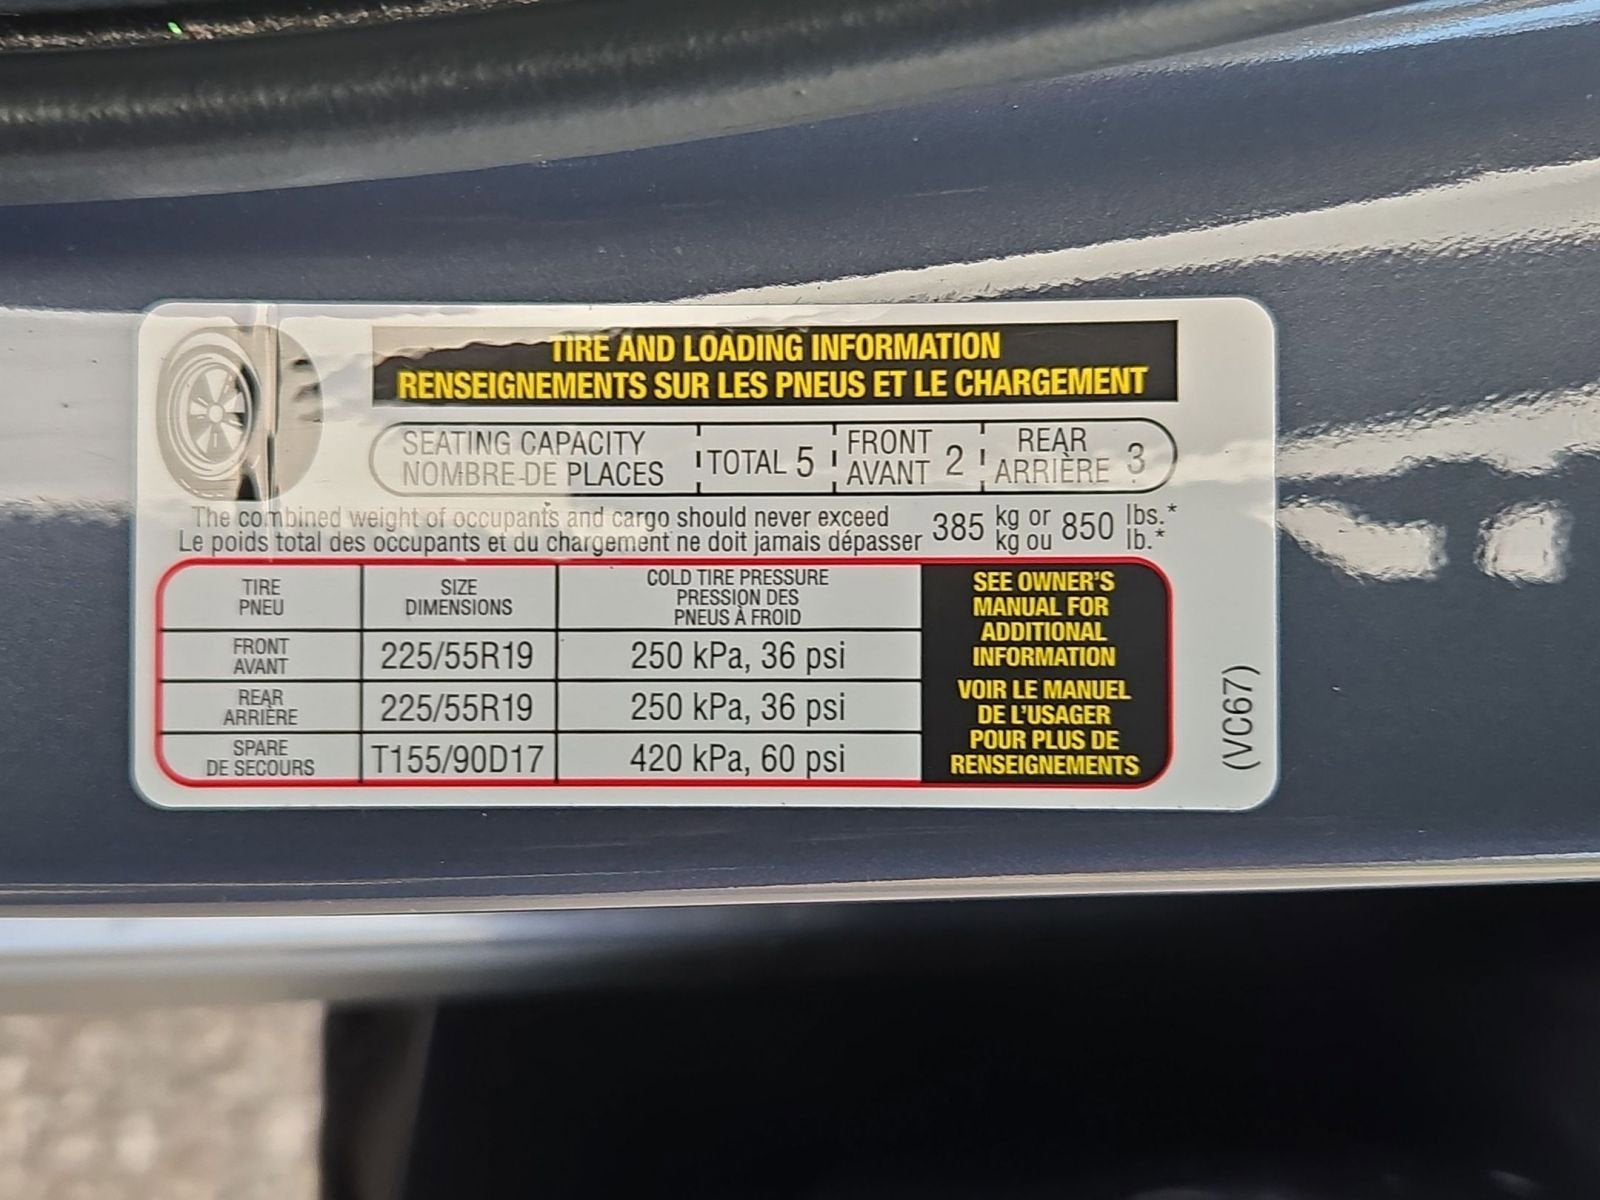 TIRE AND LOADING INFORMATION
RENSEIGNEMENTS SUR LES PNEUS ET LE CHARGEMENT
SEATING CAPACITY
NOMBRE DE PLACES
TOTAL 5
FRONT
AVANT
2
REAR
ARRIÈRE
3
The combined weight of occupants and cargo should never exceed
Le poids total des occupants et du chargement ne doit jamais dépasser
385
kg or
kg ou
850
lbs.*
lb.*
TIRE
PNEU
SIZE
DIMENSIONS
COLD TIRE PRESSURE
PRESSION DES
PNEUS À FROID
FRONT
AVANT
225/55R19
250 kPa, 36 psi
REAR
ARRIÈRE
225/55R19
250 kPa, 36 psi
SPARE
DE SECOURS
T155/90D17
420 kPa, 60 psi
SEE OWNER'S
MANUAL FOR
ADDITIONAL
INFORMATION
VOIR LE MANUEL
DE L'USAGER
POUR PLUS DE
RENSEIGNEMENTS
(VC67)